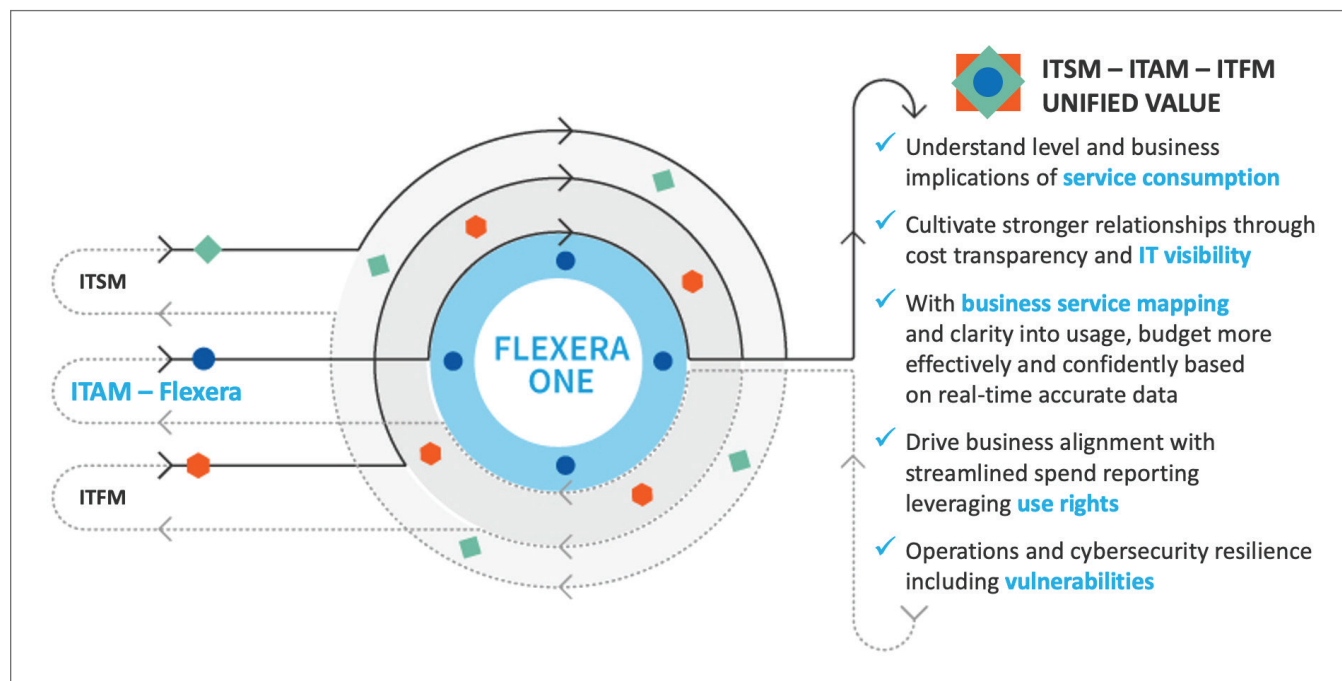 ITSM
ITAM – Flexera
ITFM
FLEXERA
ONE
ITSM – ITAM – ITFM
UNIFIED VALUE
Understand level and business
implications of service consumption
Cultivate stronger relationships through
cost transparency and IT visibility
With business service mapping
and clarity into usage, budget more
effectively and confidently based
on real-time accurate data
Drive business alignment with
streamlined spend reporting
leveraging use rights
Operations and cybersecurity resilience
including vulnerabilities